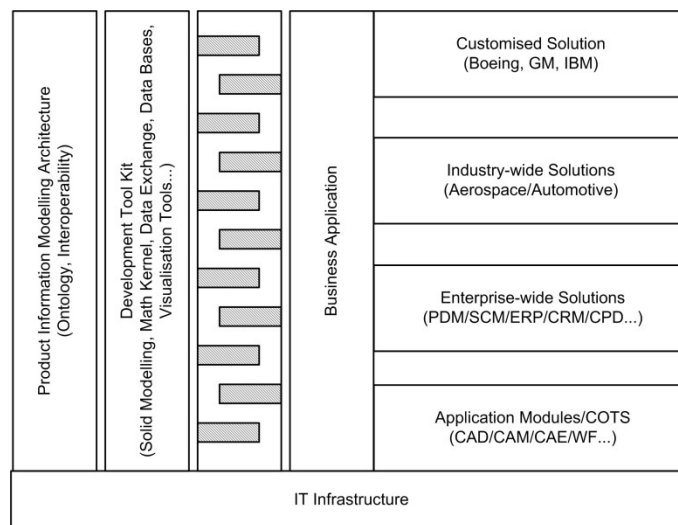 Product Information Modelling Architecture
(Ontology, Interoperability)
Development Tool Kit
(Solid Modelling, Math Kernel, Data Exchange, Data Bases,
Visualisation Tools...)
Business Application
Customised Solution
(Boeing, GM, IBM)
Industry-wide Solutions
(Aerospace/Automotive)
Enterprise-wide Solutions
(PDM/SCM/ERP/CRM/CPD...)
Application Modules/COTS
(CAD/CAM/CAE/WF...)
IT Infrastructure